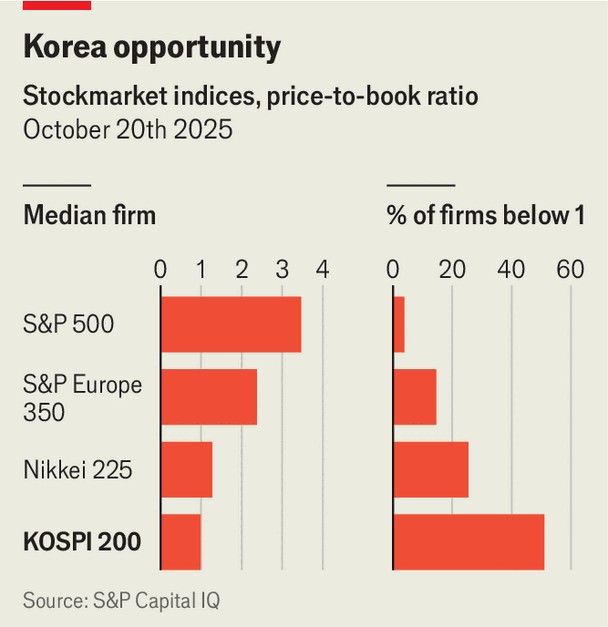 Korea opportunity
Stockmarket indices, price-to-book ratio
October 20th 2025
Median firm
0 1 2 3 4
S&P 500
S&P Europe
350
Nikkei 225
KOSPI 200
% of firms below 1
0 20 40 60
Source: S&P Capital IQ